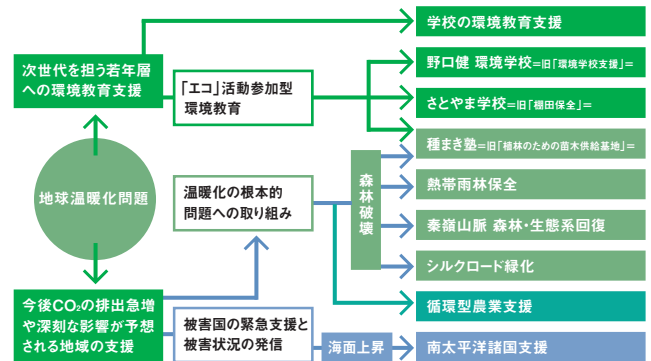 学校の環境教育支援
次世代を担う若年層
への環境教育支援
「エコ」活動参加型
環境教育
野口健 環境学校=旧「環境学校支援」=
さとやま学校=旧「棚田保全」=
種まき塾=旧「植林のための苗木供給基地」=
地球温暖化問題
温暖化の根本的
問題への取り組み
森林破壊
熱帯雨林保全
秦嶺山脈 森林・生態系回復
シルクロード緑化
今後CO₂の排出急増
や深刻な影響が予想
される地域の支援
循環型農業支援
被害国の緊急支援と
被害状況の発信
海面上昇
南太平洋諸国支援